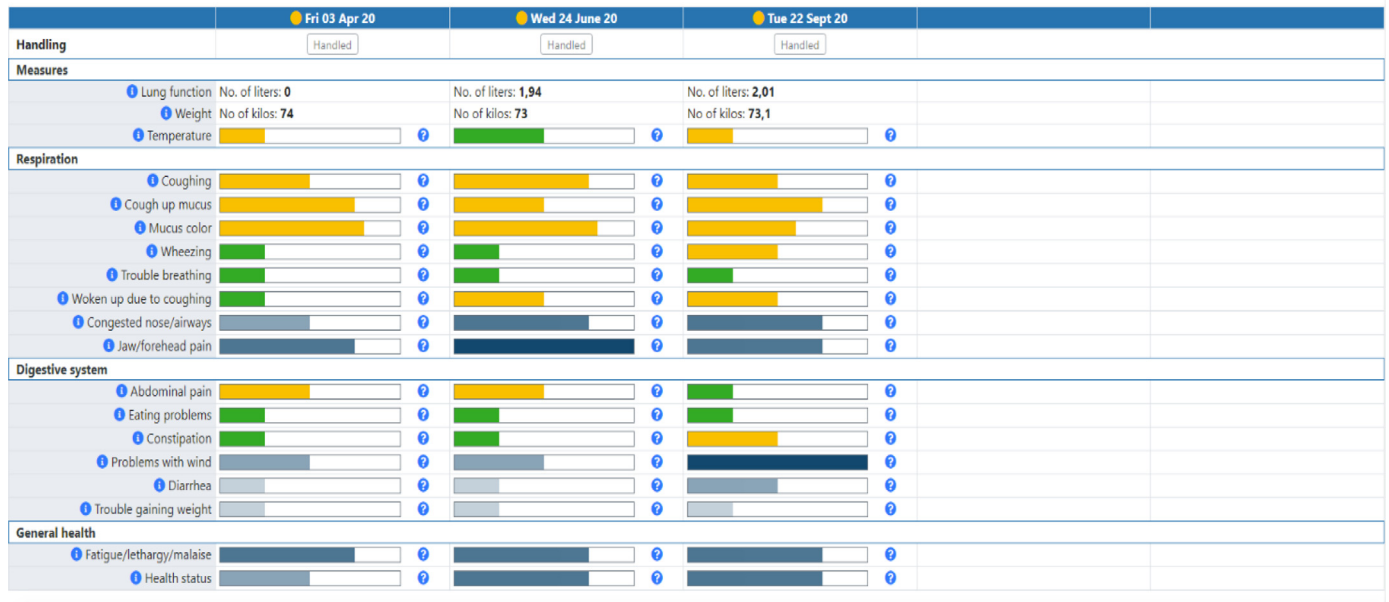 Fri 03 Apr 20 Wed 24 June 20 Tue 22 Sept 20
Handling Handled Handled Handled
Measures
Lung function No. of liters: 0 No. of liters: 1,94 No. of liters: 2,01
Weight No of kilos: 74 No of kilos: 73 No of kilos: 73,1
Temperature
Respiration
Coughing
Cough up mucus
Mucus color
Wheezing
Trouble breathing
Woken up due to coughing
Congested nose/airways
Jaw/forehead pain
Digestive system
Abdominal pain
Eating problems
Constipation
Problems with wind
Diarrhea
Trouble gaining weight
General health
Fatigue/lethargy/malaise
Health status